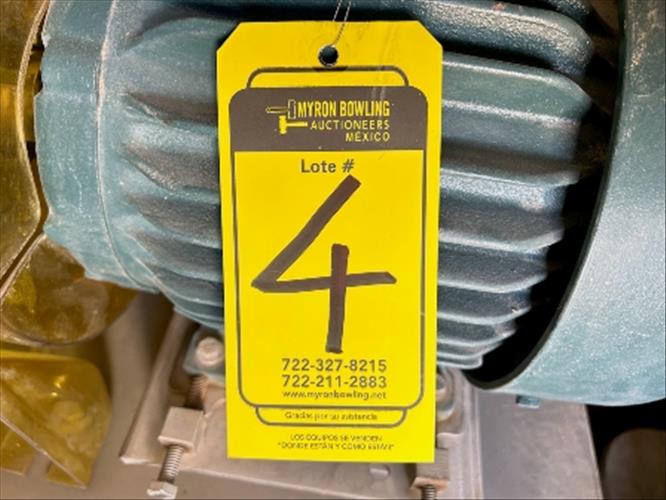 MYRON BOWLING
AUCTIONEERS
MÉXICO
Lote #
4
722-327-8215
722-211-2883
www.myronbowling.net
Gracias por su asistencia
LOS EQUIPOS SE VENDEN
"DONDE ESTÁN Y COMO ESTÁN"